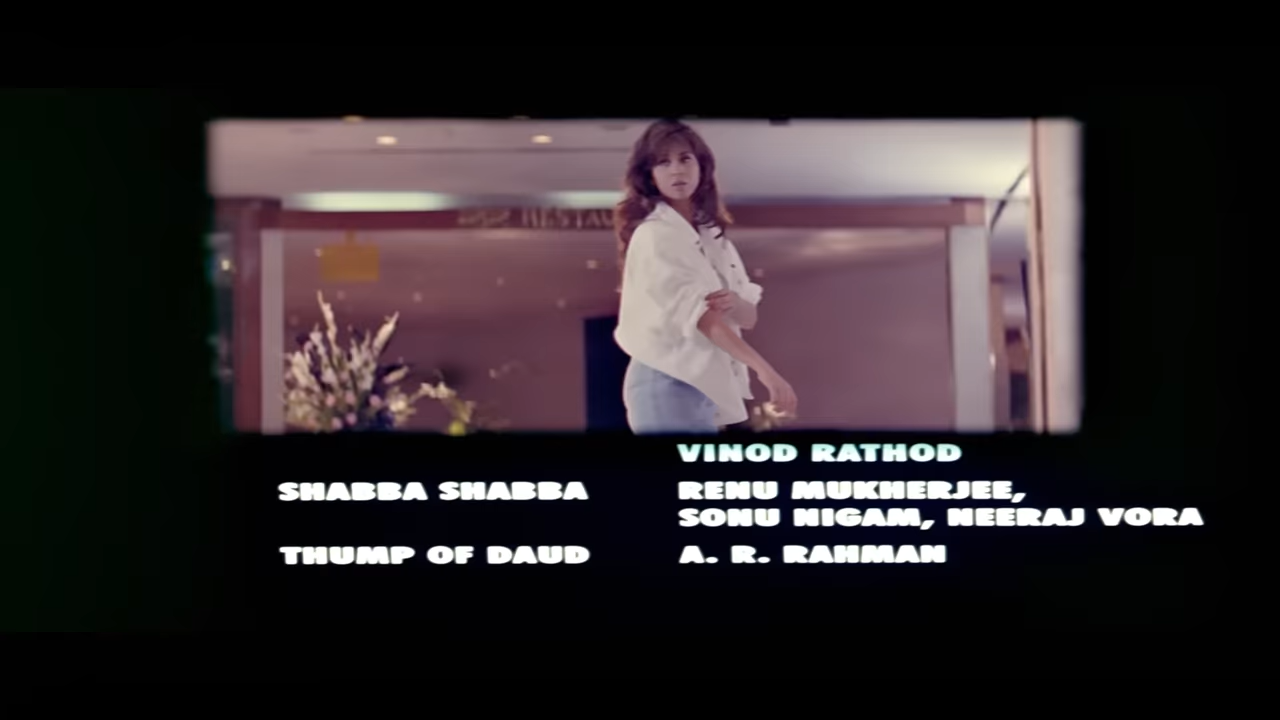 VINOD RATHOD
SHABBA SHABBA
RENU MUKHERJEE,
SONU NIGAM, NEERAJ VORA
THUMP OF DAUD
A. R. RAHMAN